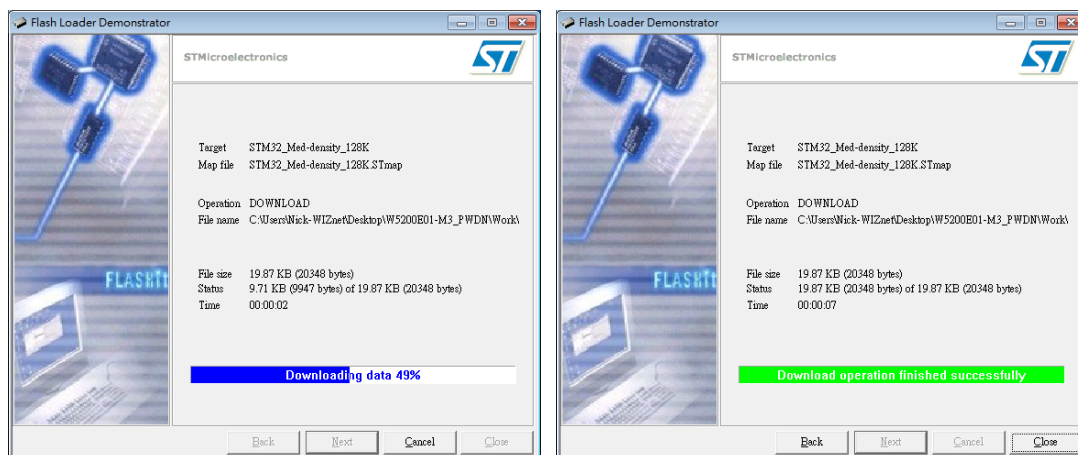 Flash Loader Demonstrator
STMicroelectronics
ST
Target STM32_Med-density_128K
Map file STM32_Med-density_128K.STmap
Operation DOWNLOAD
File name C:\Users\Nick-WIZnet\Desktop\W5200E01-M3_PWDN\Work\
FLASHIt
File size 19.87 KB (20348 bytes)
Status 9.71 KB (9947 bytes) of 19.87 KB (20348 bytes)
Time 00:00:02
Downloading data 49%
Back Next Cancel Close
Flash Loader Demonstrator
STMicroelectronics
ST
Target STM32_Med-density_128K
Map file STM32_Med-density_128K.STmap
Operation DOWNLOAD
File name C:\Users\Nick-WIZnet\Desktop\W5200E01-M3_PWDN\Work\
FLASHIt
File size 19.87 KB (20348 bytes)
Status 19.87 KB (20348 bytes) of 19.87 KB (20348 bytes)
Time 00:00:07
Download operation finished successfully
Back Next Cancel Close